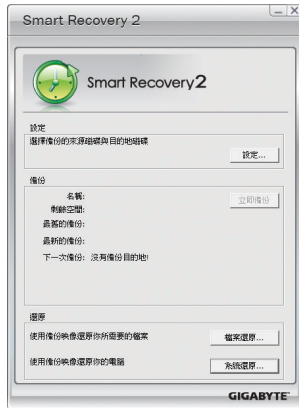 Smart Recovery 2
Smart Recovery2
設定
選擇備份的來源磁碟與目的地磁碟
設定...
備份
名稱:
立即備份
剩餘空間:
最舊的備份:
最新的備份:
下一次備份: 沒有備份目的地!
還原
使用備份映像還原你所需要的檔案
檔案還原...
使用備份映像還原你的電腦
系統還原...
GIGABYTE™